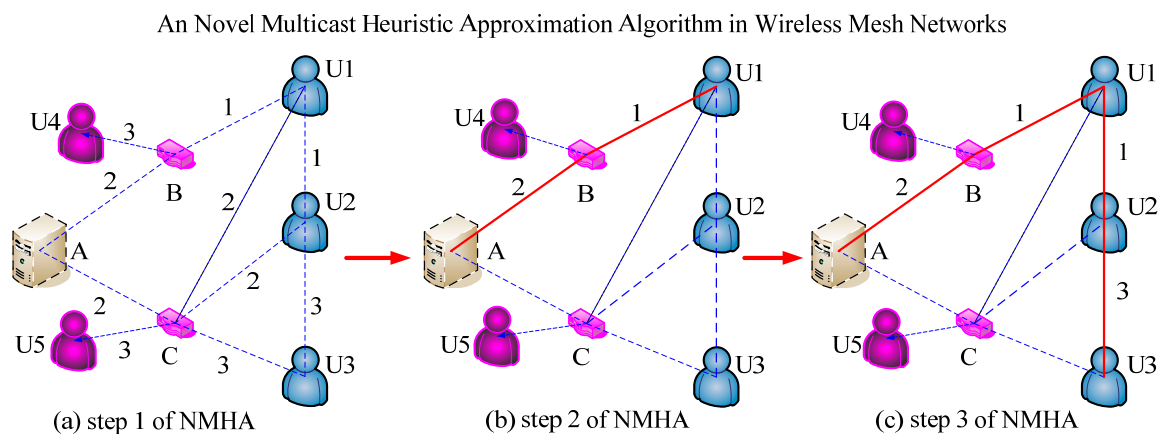 An Novel Multicast Heuristic Approximation Algorithm in Wireless Mesh Networks
U1
U4
3
1
2
B
1
2
U2
A
2
2
3
U5
3
C
3
U3
(a) step 1 of NMHA
U1
U4
1
2
B
U2
A
U5
C
U3
(b) step 2 of NMHA
U1
U4
1
2
B
1
U2
A
3
U5
C
U3
(c) step 3 of NMHA